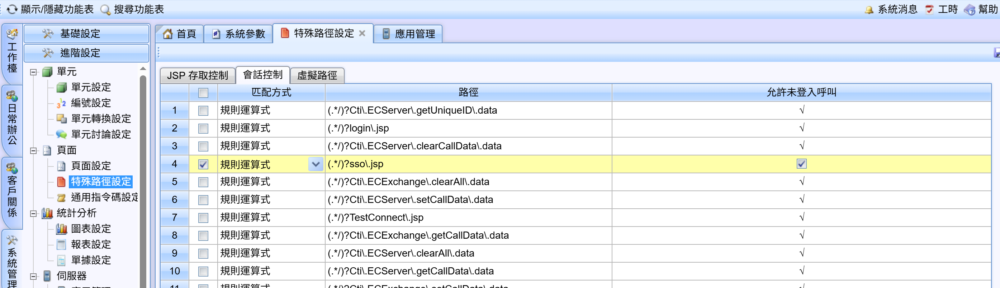 顯示/隱藏功能表 搜尋功能表 系統消息 工時 幫助
工作檯
日常辦公
客戶關係
系統管理
基礎設定
進階設定
單元
單元設定
編號設定
單元轉換設定
單元討論設定
頁面
頁面設定
特殊路徑設定
通用指令碼設定
統計分析
圖表設定
報表設定
單據設定
伺服器
首頁 系統參數 特殊路徑設定 應用管理
JSP 存取控制 會話控制 虛擬路徑
匹配方式 路徑 允許未登入呼叫
1 規則運算式 (.*/)?Cti\.ECServer\.getUniqueID\.data √
2 規則運算式 (.*/)?login\.jsp √
3 規則運算式 (.*/)?Cti\.ECServer\.clearCallData\.data √
4 規則運算式 (.*/)?sso\.jsp
5 規則運算式 (.*/)?Cti\.ECExchange\.clearAll\.data √
6 規則運算式 (.*/)?Cti\.ECServer\.setCallData\.data √
7 規則運算式 (.*/)?TestConnect\.jsp √
8 規則運算式 (.*/)?Cti\.ECExchange\.getCallData\.data √
9 規則運算式 (.*/)?Cti\.ECServer\.clearAll\.data √
10 規則運算式 (.*/)?Cti\.ECServer\.getCallData\.data √
11 規則運算式 (.*/)?Cti\.ECExchange\.setCallData\.data √